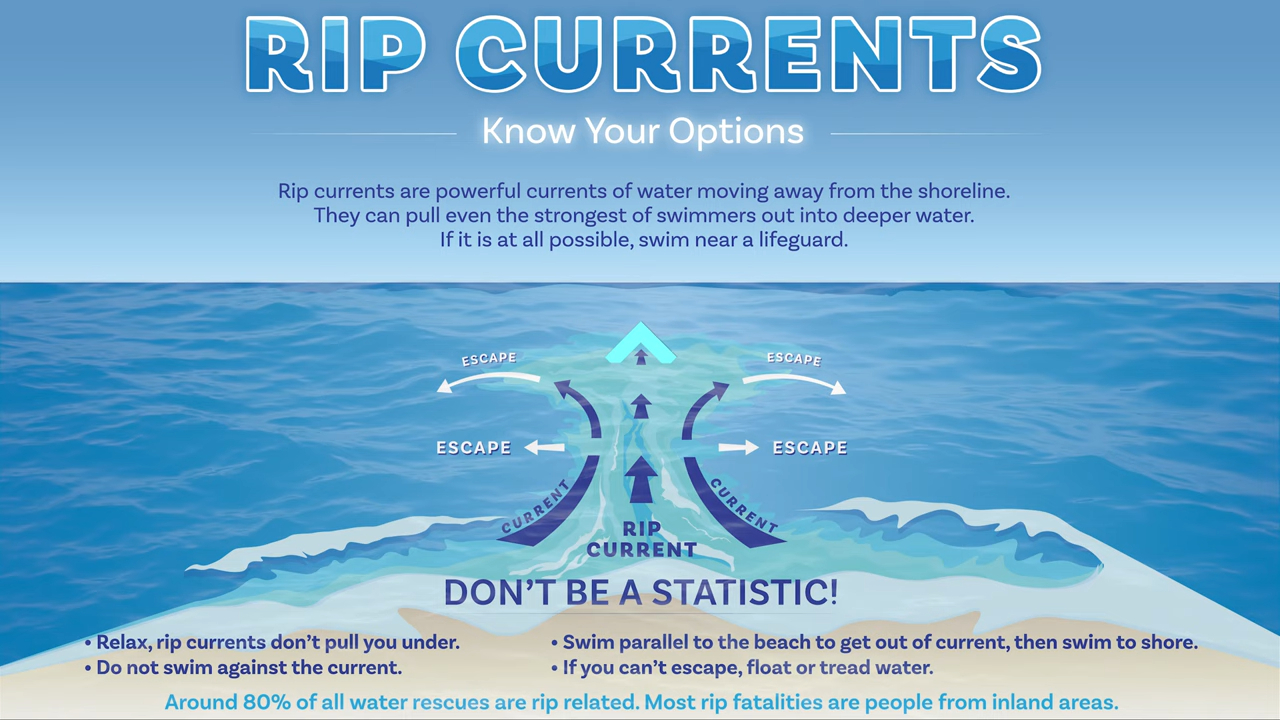 RIP CURRENTS
Know Your Options
Rip currents are powerful currents of water moving away from the shoreline.
They can pull even the strongest of swimmers out into deeper water.
If it is at all possible, swim near a lifeguard.
ESCAPE
ESCAPE
ESCAPE
ESCAPE
CURRENT
CURRENT
RIP
CURRENT
DON'T BE A STATISTIC!
• Relax, rip currents don't pull you under.
• Do not swim against the current.
• Swim parallel to the beach to get out of current, then swim to shore.
• If you can't escape, float or tread water.
Around 80% of all water rescues are rip related. Most rip fatalities are people from inland areas.